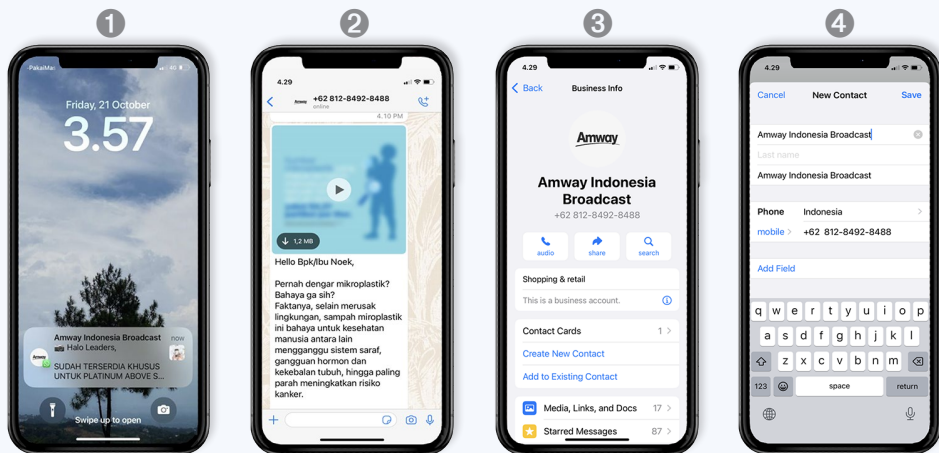 1
PakaiMas
4G
Friday, 21 October
3.57
Amway Indonesia Broadcast
now
Amway
Halo Leaders,
SUDAH TERSERDIA KHUSUS
UNTUK PLATINUM ABOVE S...
Swipe up to open
2
4.29
Amway
+62 812-8492-8488
online
4.10 PM
1,2 MB
Hello Bpk/Ibu Noek,
Pernah dengar mikroplastik?
Bahaya ga sih?
Faktanya, selain merusak
lingkungan, sampah miroplastik
ini bahaya untuk kesehatan
manusia antara lain
mengganggu sistem saraf,
gangguan hormon dan
kekebalan tubuh, hingga paling
parah meningkatkan risiko
kanker.
3
4.29
Back
Business Info
Amway
Amway Indonesia
Broadcast
+62 812-8492-8488
audio
share
search
Shopping & retail
This is a business account.
Contact Cards
1
Create New Contact
Add to Existing Contact
Media, Links, and Docs
17
Starred Messages
87
4
4.29
Cancel
New Contact
Save
Amway Indonesia Broadcast
Last name
Amway Indonesia Broadcast
Phone
Indonesia
mobile
+62 812-8492-8488
Add Field
q w e r t y u i o p
a s d f g h j k l
z x c v b n m
123
space
return